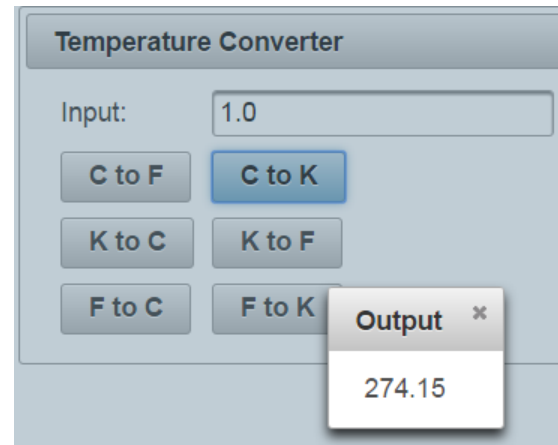 Temperature Converter
Input: 1.0
C to F C to K
K to C K to F
F to C F to K
Output ×
274.15